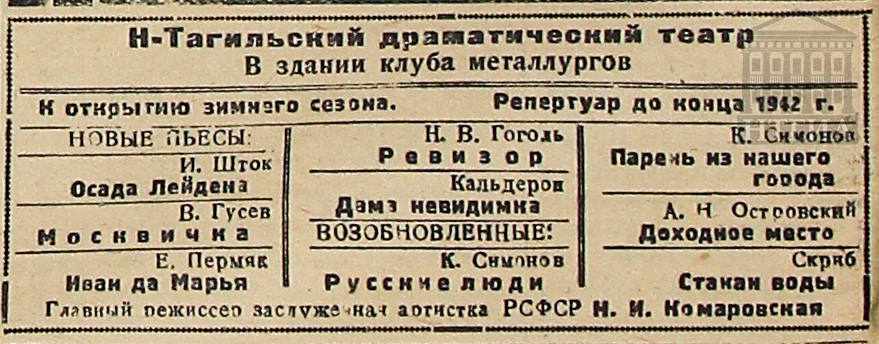 Н-Тагильский драматический театр
В здании клуба металлургов
К открытию зимнего сезона. Репертуар до конца 1942 г.
НОВЫЕ ПЬЕСЫ:
И. Шток
Осада Лейдена
В. Гусев
Москвичка
Е. Пермяк
Иван да Марья
Н. В. Гоголь
Ревизор
Кальдерон
Дама невидимка
ВОЗОБНОВЛЕННЫЕ:
К. Симонов
Русские люди
К. Симонов
Парень из нашего
города
А. Н. Островский
Доходное место
Скриб
Стакан воды
Главный режиссер заслуженная артистка РСФСР Н. И. Комаровская